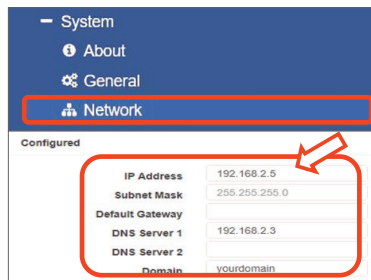 System
About
General
Network
Configured
IP Address 192.168.2.5
Subnet Mask 255.255.255.0
Default Gateway
DNS Server 1 192.168.2.3
DNS Server 2
Domain yourdomain